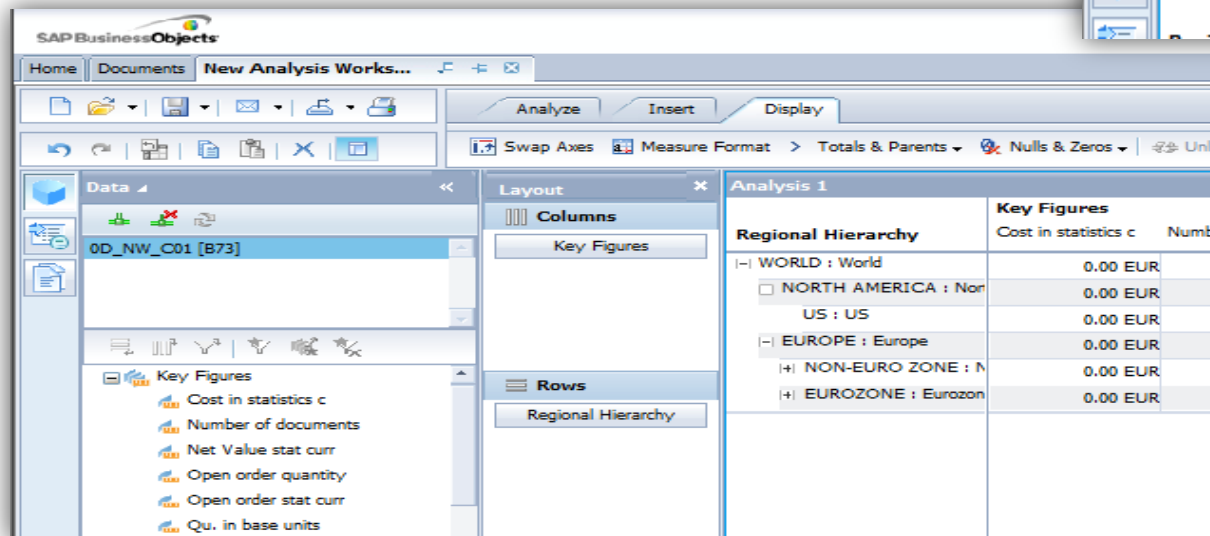 SAP BusinessObjects
Home Documents New Analysis Works...
Analyze Insert Display
Swap Axes Measure Format > Totals & Parents Nulls & Zeros
Data
0D_NW_C01 [B73]
Key Figures
Cost in statistics c
Number of documents
Net Value stat curr
Open order quantity
Open order stat curr
Qu. in base units
Layout
Columns
Key Figures
Rows
Regional Hierarchy
Analysis 1
Key Figures
Regional Hierarchy Cost in statistics c Numb
WORLD : World 0.00 EUR
NORTH AMERICA : Nor 0.00 EUR
US : US 0.00 EUR
EUROPE : Europe 0.00 EUR
NON-EURO ZONE : N 0.00 EUR
EUROZONE : Eurozon 0.00 EUR